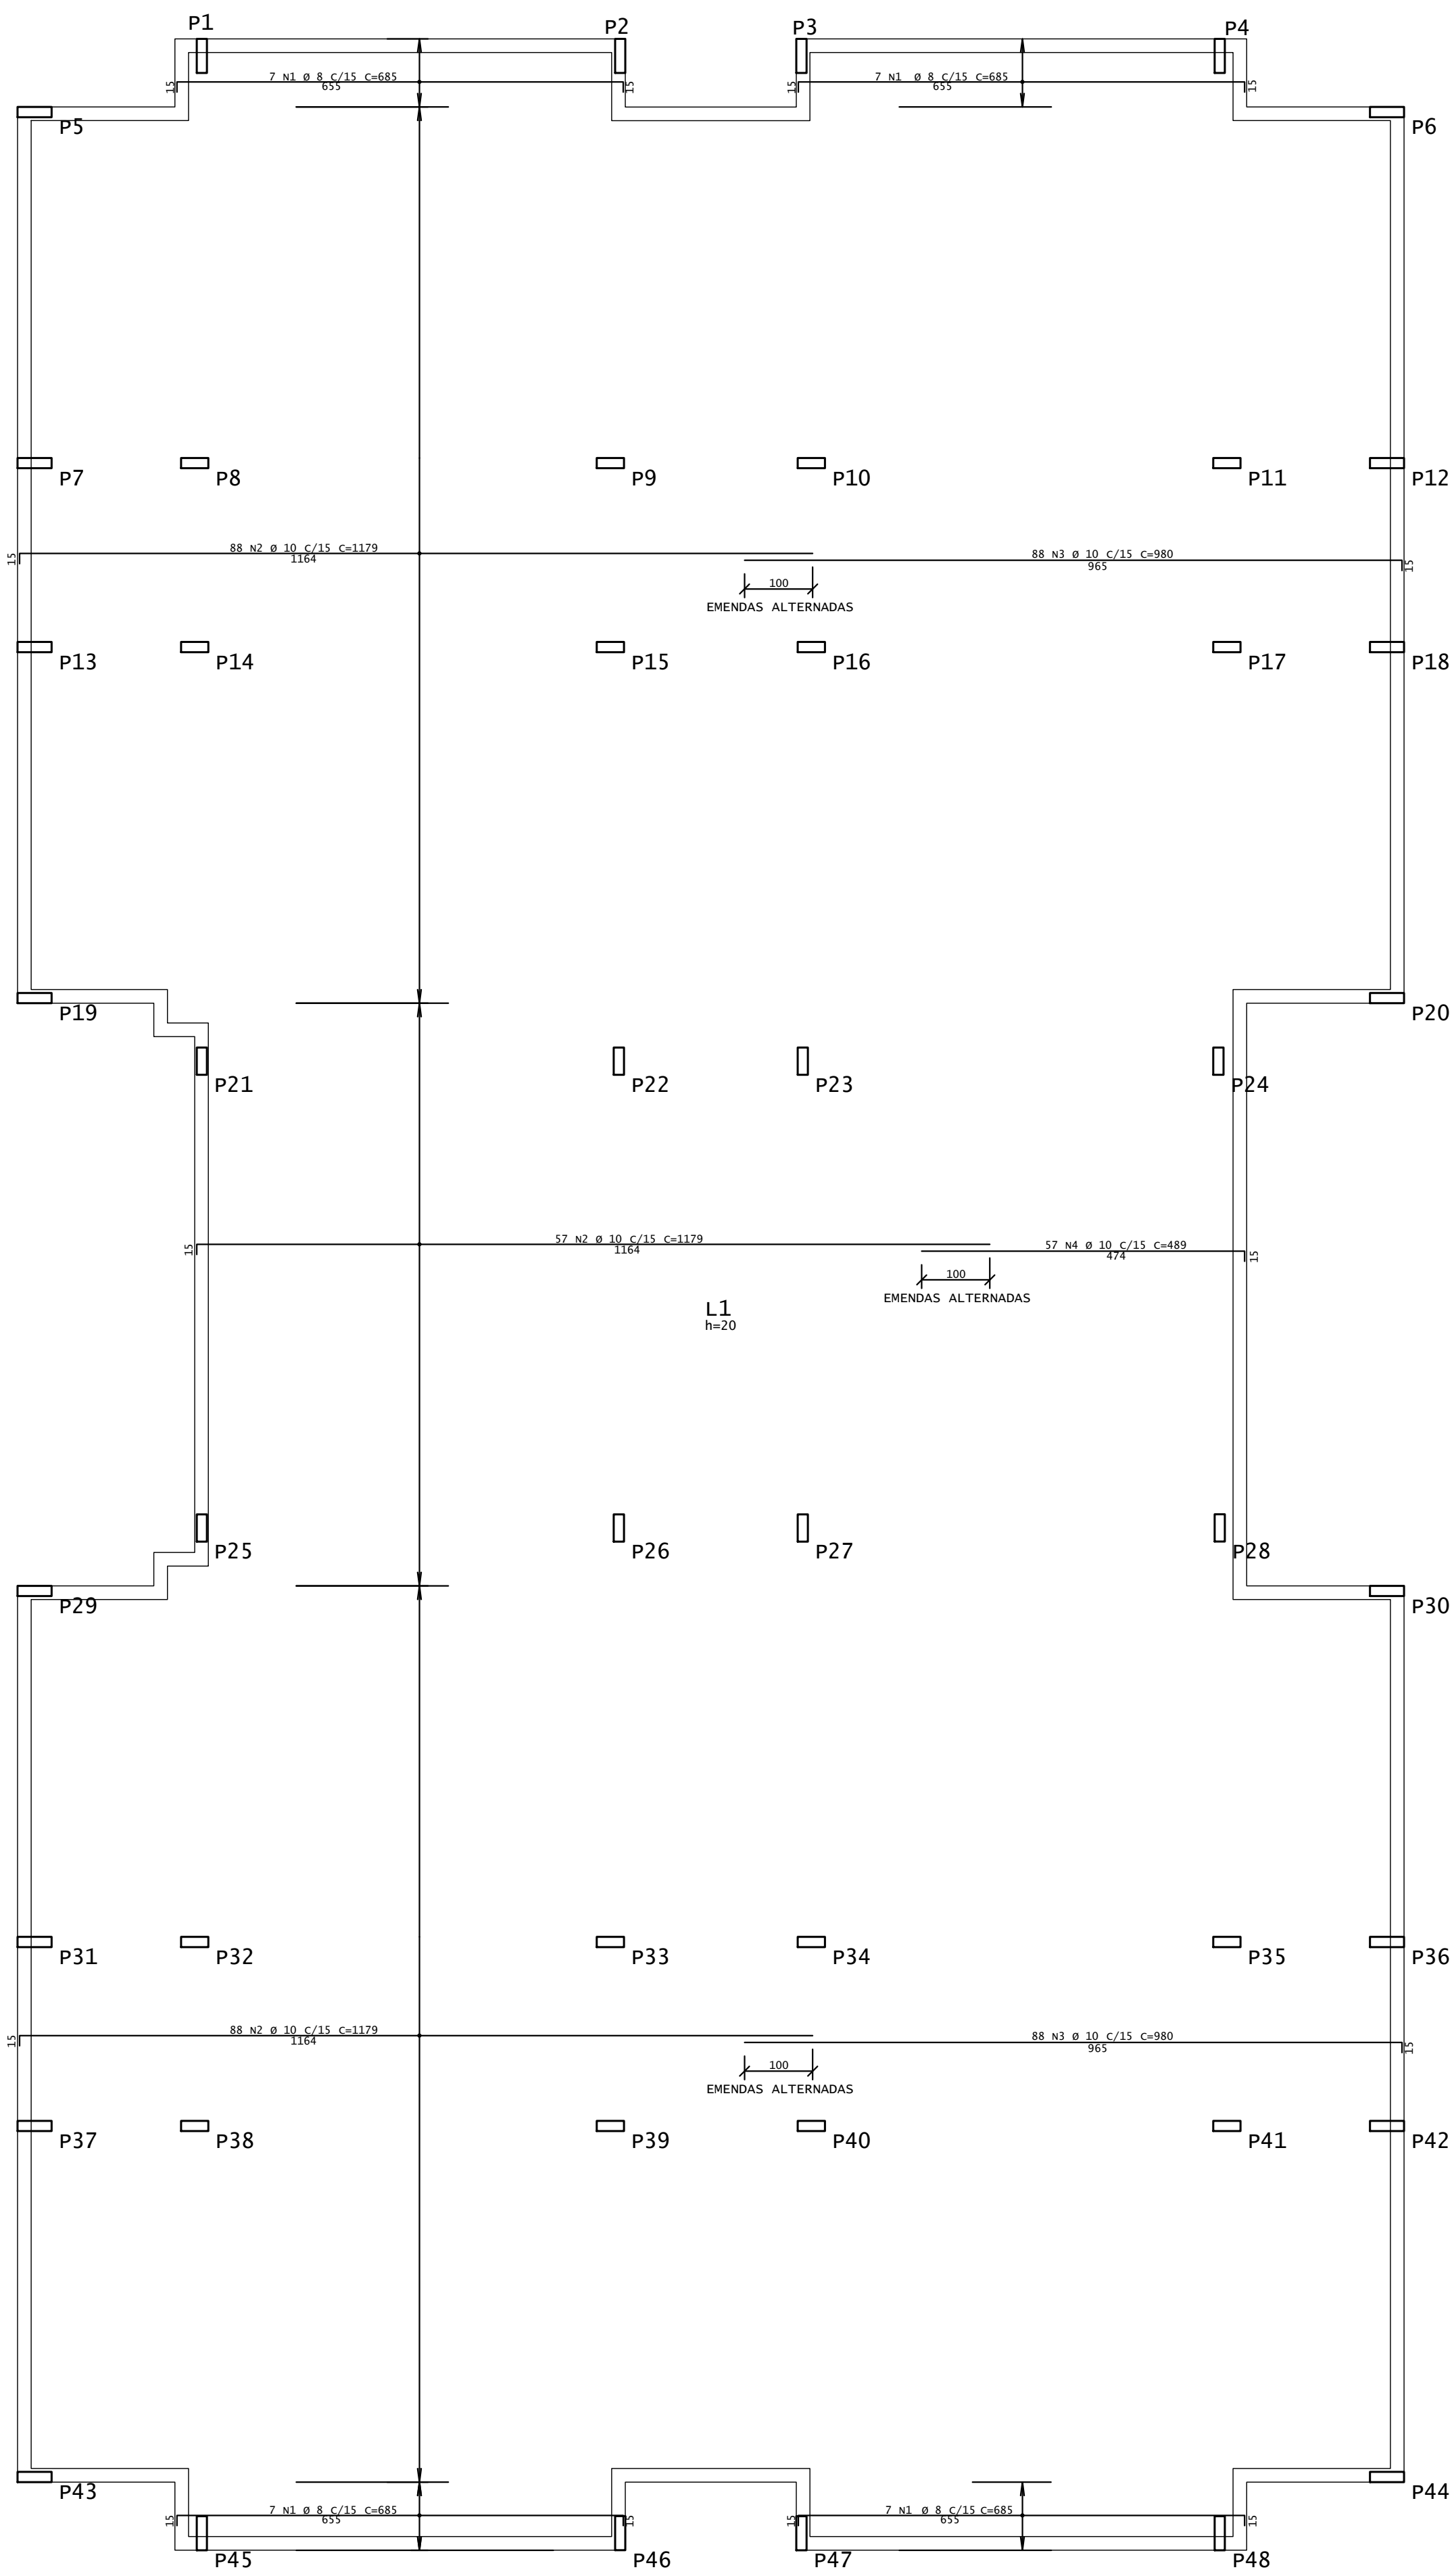 P1
P2
P3
P4
7 N1 Ø 8 C/15 C=685
655
15
15
7 N1 Ø 8 C/15 C=685
655
15
15
P5
P6
P7
P8
P9
P10
P11
P12
15
88 N2 Ø 10 C/15 C=1179
1164
88 N3 Ø 10 C/15 C=980
965
15
100
EMENDAS ALTERNADAS
P13
P14
P15
P16
P17
P18
P19
P20
P21
P22
P23
P24
15
57 N2 Ø 10 C/15 C=1179
1164
57 N4 Ø 10 C/15 C=489
474
15
100
EMENDAS ALTERNADAS
L1
h=20
P25
P26
P27
P28
P29
P30
P31
P32
P33
P34
P35
P36
15
88 N2 Ø 10 C/15 C=1179
1164
88 N3 Ø 10 C/15 C=980
965
15
100
EMENDAS ALTERNADAS
P37
P38
P39
P40
P41
P42
P43
P44
15
7 N1 Ø 8 C/15 C=685
655
15
15
7 N1 Ø 8 C/15 C=685
655
15
P45
P46
P47
P48